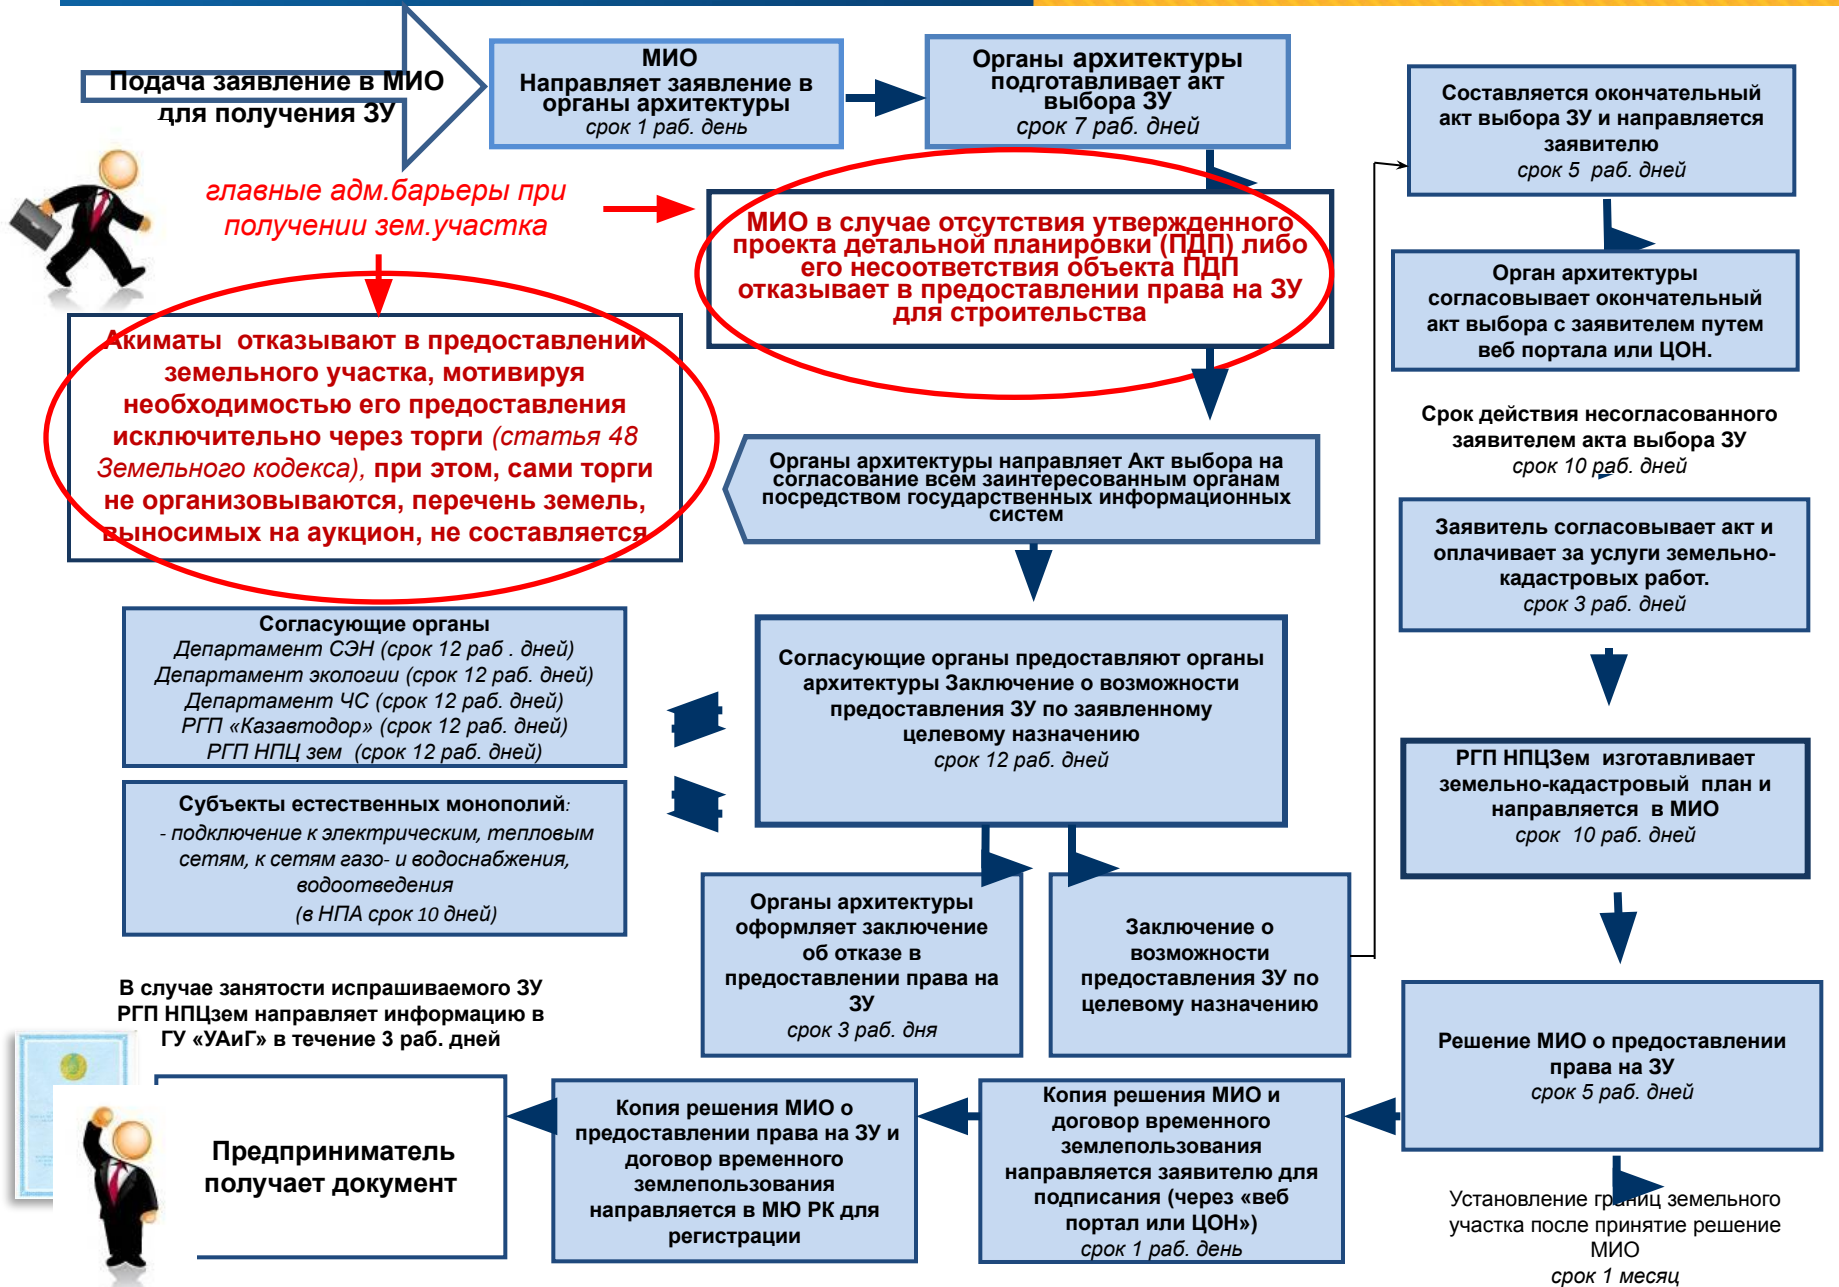 Подача заявление в МИО
для получения ЗУ
МИО
Направляет заявление в
органы архитектуры
срок 1 раб. день
Органы архитектуры
подготавливает акт
выбора ЗУ
срок 7 раб. дней
главные адм.барьеры при
получении зем.участка
МИО в случае отсутствия утвержденного
проекта детальной планировки (ПДП) либо
его несоответствия объекта ПДП
отказывает в предоставлении права на ЗУ
для строительства
Акиматы отказывают в предоставлении
земельного участка, мотивируя
необходимостью его предоставления
исключительно через торги (статья 48
Земельного кодекса), при этом, сами торги
не организовываются, перечень земель,
выносимых на аукцион, не составляется
Органы архитектуры направляет Акт выбора на
согласование всем заинтересованным органам
посредством государственных информационных
систем
Согласующие органы
Департамент СЭН (срок 12 раб . дней)
Департамент экологии (срок 12 раб. дней)
Департамент ЧС (срок 12 раб. дней)
РГП «Казавтодор» (срок 12 раб. дней)
РГП НПЦ зем (срок 12 раб. дней)
Субъекты естественных монополий:
- подключение к электрическим, тепловым
сетям, к сетям газо- и водоснабжения,
водоотведения
(в НПА срок 10 дней)
Согласующие органы предоставляют органы
архитектуры Заключение о возможности
предоставления ЗУ по заявленному
целевому назначению
срок 12 раб. дней
Органы архитектуры
оформляет заключение
об отказе в
предоставлении права на
ЗУ
срок 3 раб. дня
Заключение о
возможности
предоставления ЗУ по
целевому назначению
Составляется окончательный
акт выбора ЗУ и направляется
заявителю
срок 5 раб. дней
Орган архитектуры
согласовывает окончательный
акт выбора с заявителем путем
веб портала или ЦОН.
Срок действия несогласованного
заявителем акта выбора ЗУ
срок 10 раб. дней
Заявитель согласовывает акт и
оплачивает за услуги земельно-
кадастровых работ.
срок 3 раб. дней
РГП НПЦЗем изготавливает
земельно-кадастровый план и
направляется в МИО
срок 10 раб. дней
Решение МИО о предоставлении
права на ЗУ
срок 5 раб. дней
Установление границ земельного
участка после принятие решение
МИО
срок 1 месяц
Копия решения МИО и
договор временного
землепользования
направляется заявителю для
подписания (через «веб
портал или ЦОН»)
срок 1 раб. день
Копия решения МИО о
предоставлении права на ЗУ и
договор временного
землепользования
направляется в МЮ РК для
регистрации
В случае занятости испрашиваемого ЗУ
РГП НПЦзем направляет информацию в
ГУ «УАиГ» в течение 3 раб. дней
Предприниматель
получает документ